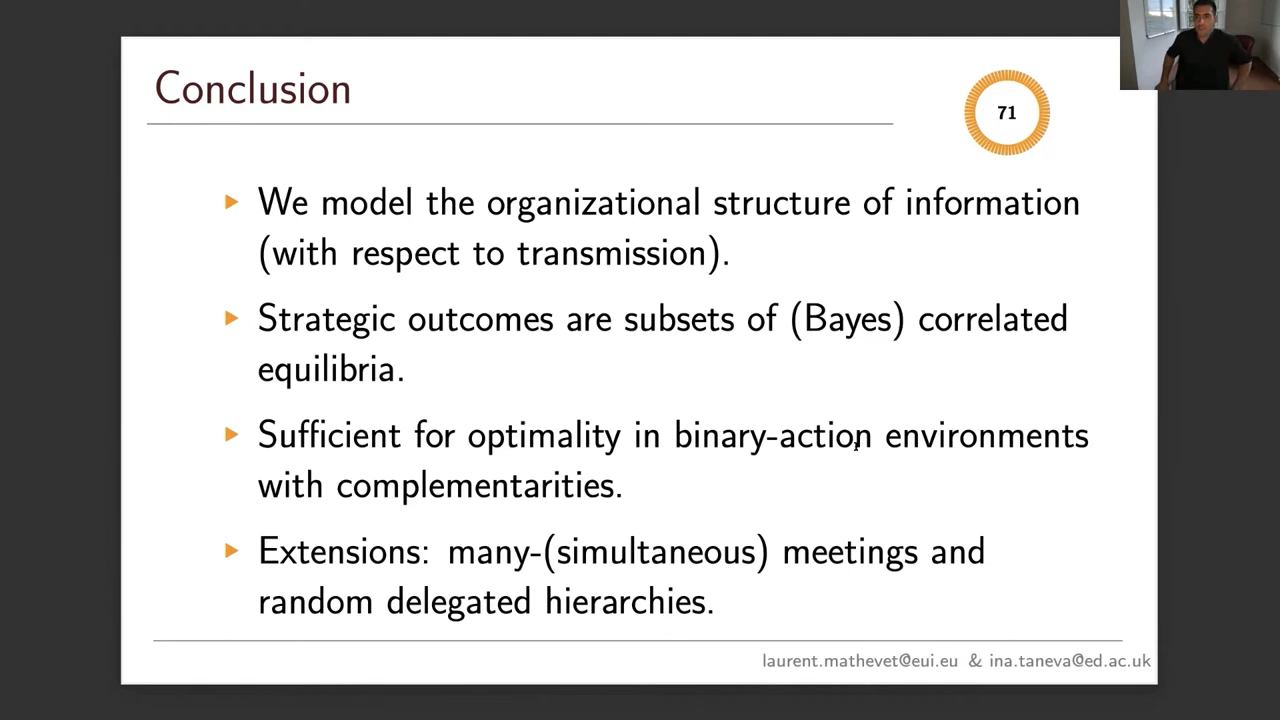 Conclusion
71
We model the organizational structure of information
(with respect to transmission).
Strategic outcomes are subsets of (Bayes) correlated
equilibria.
Sufficient for optimality in binary-action environments
with complementarities.
Extensions: many-(simultaneous) meetings and
random delegated hierarchies.
laurent.mathevet@eui.eu & ina.taneva@ed.ac.uk